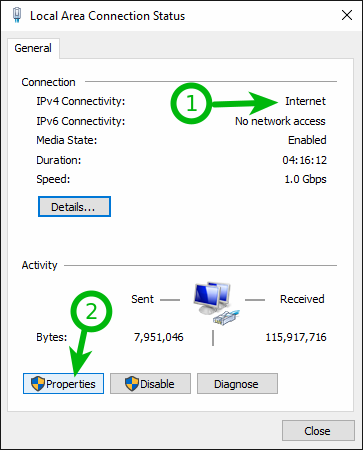 Local Area Connection Status
General
Connection
IPv4 Connectivity: 1 Internet
IPv6 Connectivity: No network access
Media State: Enabled
Duration: 04:16:12
Speed: 1.0 Gbps
Details...
Activity
2 Sent Received
Bytes: 7,951,046 115,917,716
Properties Disable Diagnose
Close